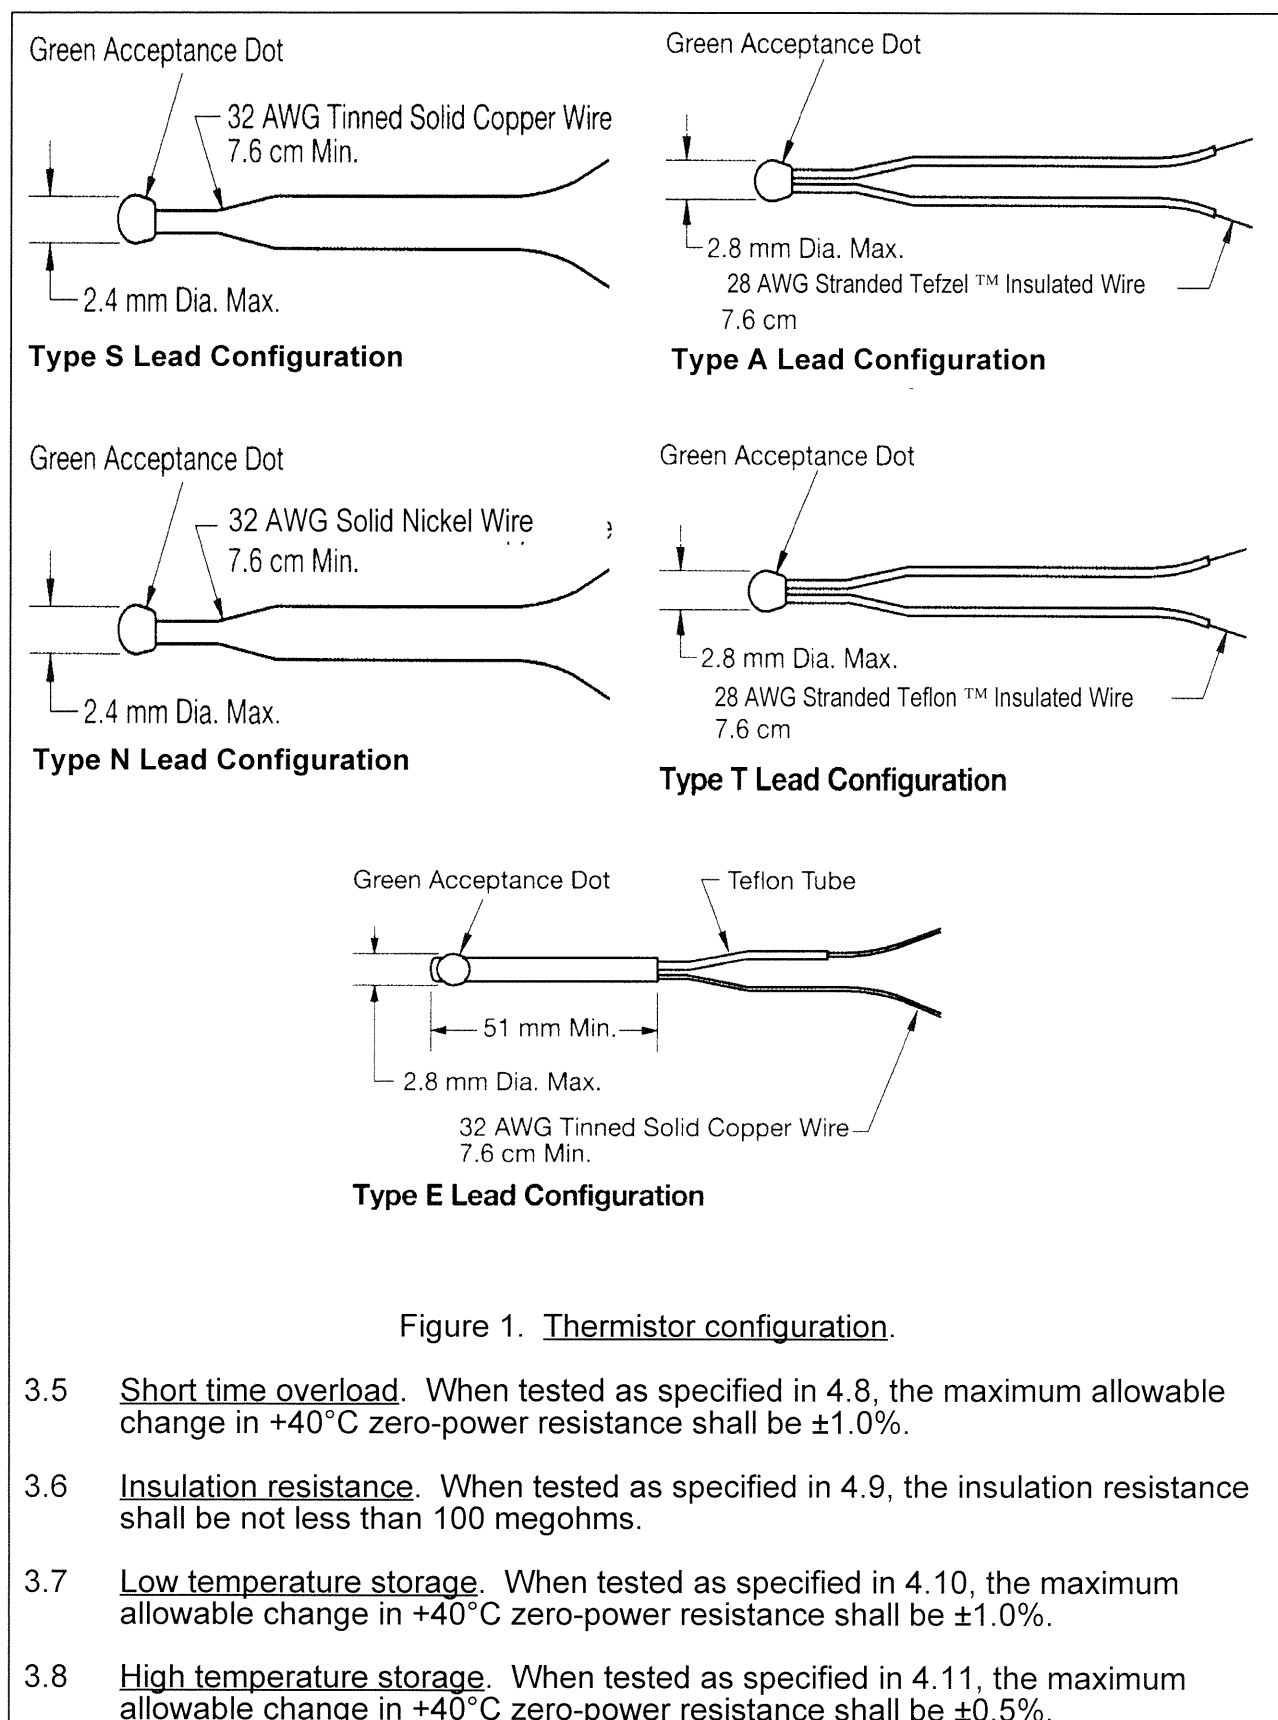 Green Acceptance Dot
32 AWG Tinned Solid Copper Wire
7.6 cm Min.
2.4 mm Dia. Max.
Type S Lead Configuration
Green Acceptance Dot
2.8 mm Dia. Max.
28 AWG Stranded Tefzel ™ Insulated Wire
7.6 cm
Type A Lead Configuration
Green Acceptance Dot
32 AWG Solid Nickel Wire
7.6 cm Min.
2.4 mm Dia. Max.
Type N Lead Configuration
Green Acceptance Dot
2.8 mm Dia. Max.
28 AWG Stranded Teflon ™ Insulated Wire
7.6 cm
Type T Lead Configuration
Green Acceptance Dot
Teflon Tube
51 mm Min.
2.8 mm Dia. Max.
32 AWG Tinned Solid Copper Wire
7.6 cm Min.
Type E Lead Configuration
Figure 1. Thermistor configuration.
3.5 Short time overload. When tested as specified in 4.8, the maximum allowable
change in +40°C zero-power resistance shall be ±1.0%.
3.6 Insulation resistance. When tested as specified in 4.9, the insulation resistance
shall be not less than 100 megohms.
3.7 Low temperature storage. When tested as specified in 4.10, the maximum
allowable change in +40°C zero-power resistance shall be ±1.0%.
3.8 High temperature storage. When tested as specified in 4.11, the maximum
allowable change in +40°C zero-power resistance shall be ±0.5%.